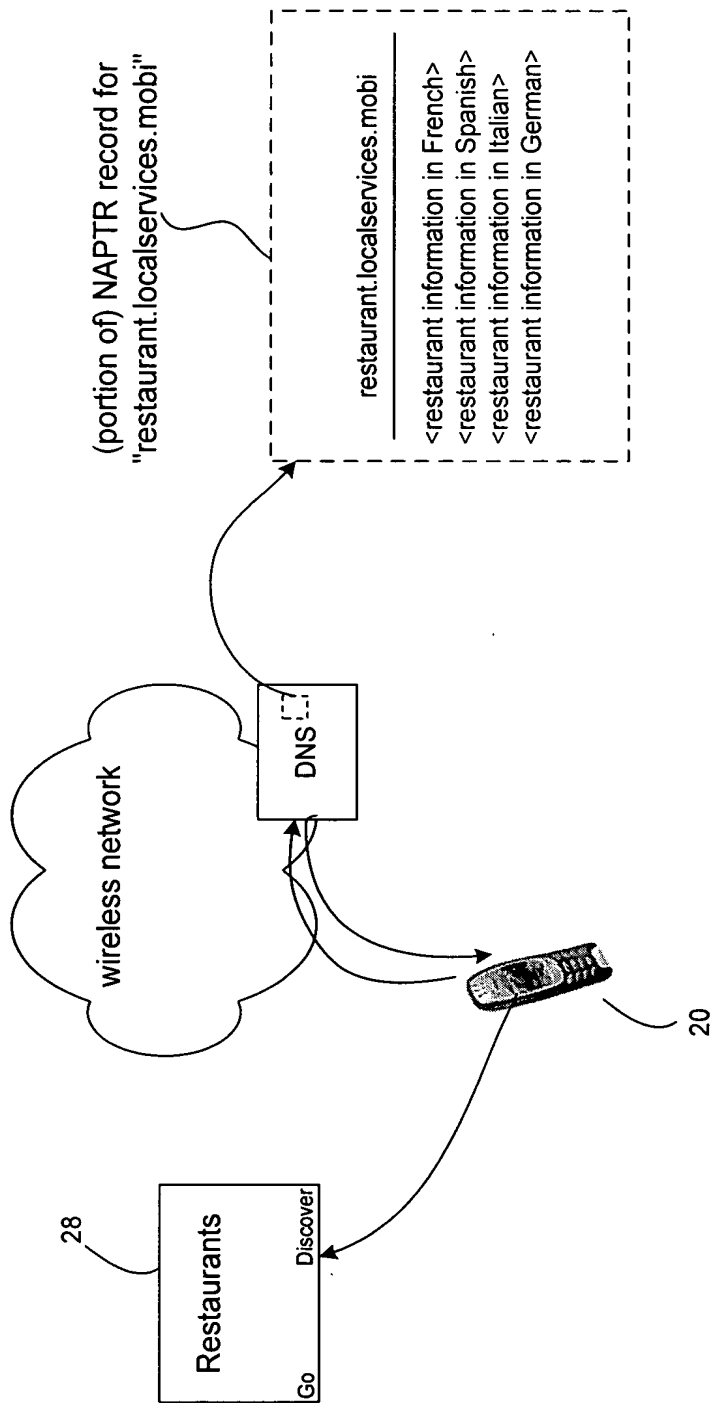 28
Restaurants
Go
Discover
20
wireless network
DNS
(portion of) NAPTR record for
"restaurant.localservices.mobi"
restaurant.localservices.mobi
<restaurant information in French>
<restaurant information in Spanish>
<restaurant information in Italian>
<restaurant information in German>